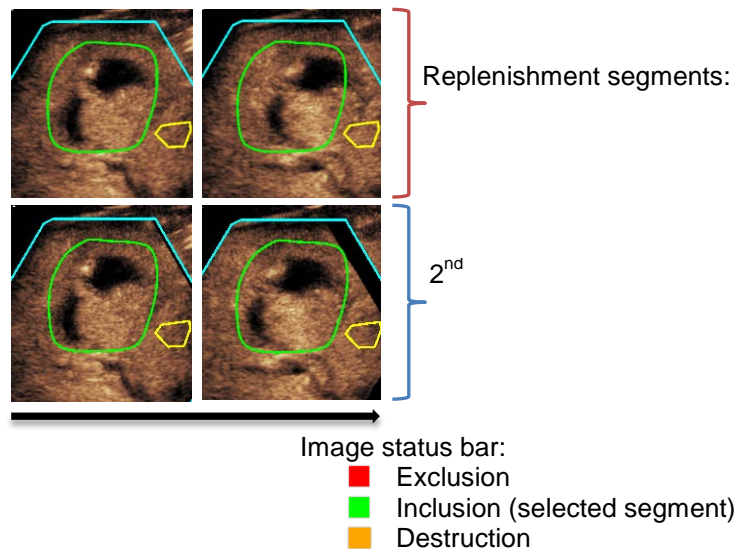 Replenishment segments:
2nd
Image status bar:
Exclusion
Inclusion (selected segment)
Destruction